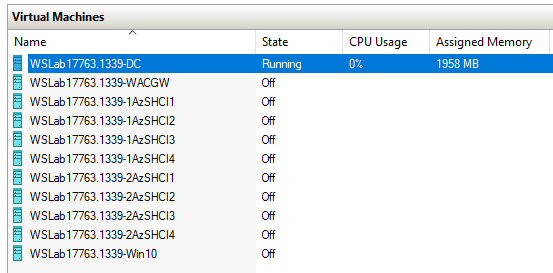 Virtual Machines
Name State CPU Usage Assigned Memory
WSLab17763.1339-DC Running 0% 1958 MB
WSLab17763.1339-WACGW Off
WSLab17763.1339-1AzSHCI1 Off
WSLab17763.1339-1AzSHCI2 Off
WSLab17763.1339-1AzSHCI3 Off
WSLab17763.1339-1AzSHCI4 Off
WSLab17763.1339-2AzSHCI1 Off
WSLab17763.1339-2AzSHCI2 Off
WSLab17763.1339-2AzSHCI3 Off
WSLab17763.1339-2AzSHCI4 Off
WSLab17763.1339-Win10 Off